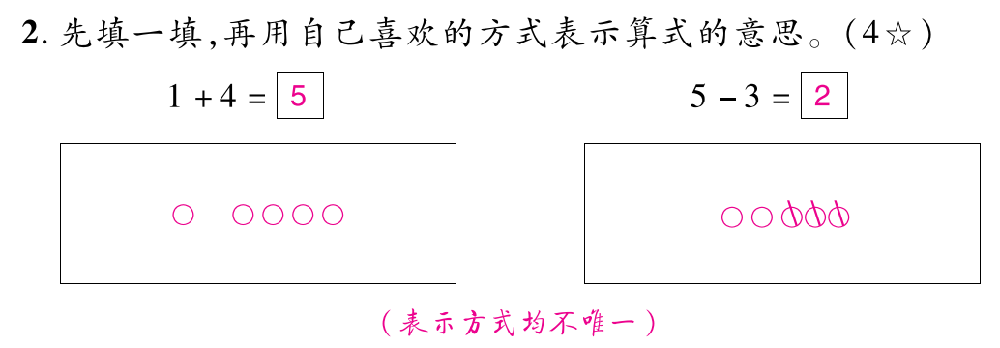 2. 先填一填,再用自己喜欢的方式表示算式的意思。(4☆)
1 + 4 = 5
5 - 3 = 2
(表示方式均不唯一)